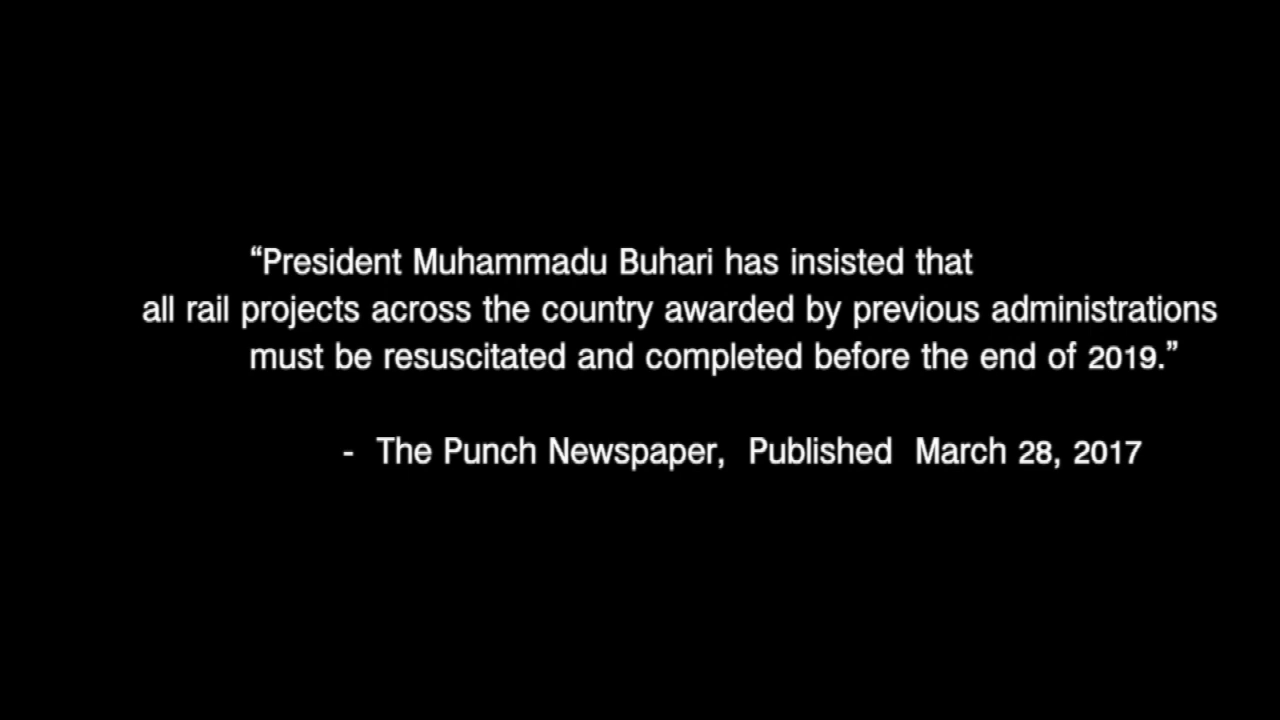 “President Muhammadu Buhari has insisted that
all rail projects across the country awarded by previous administrations
must be resuscitated and completed before the end of 2019.”
- The Punch Newspaper, Published March 28, 2017